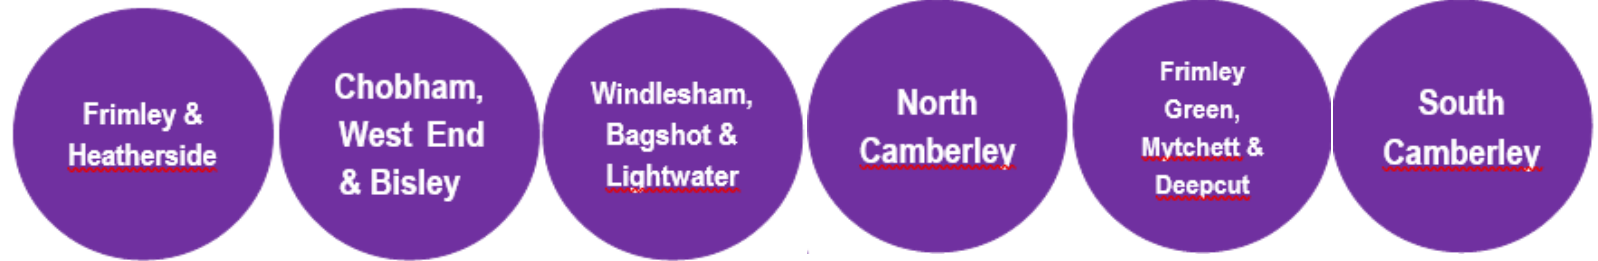 Frimley &
Heatherside
Chobham,
West End
& Bisley
Windlesham,
Bagshot &
Lightwater
North
Camberley
Frimley
Green,
Mytchett &
Deepcut
South
Camberley